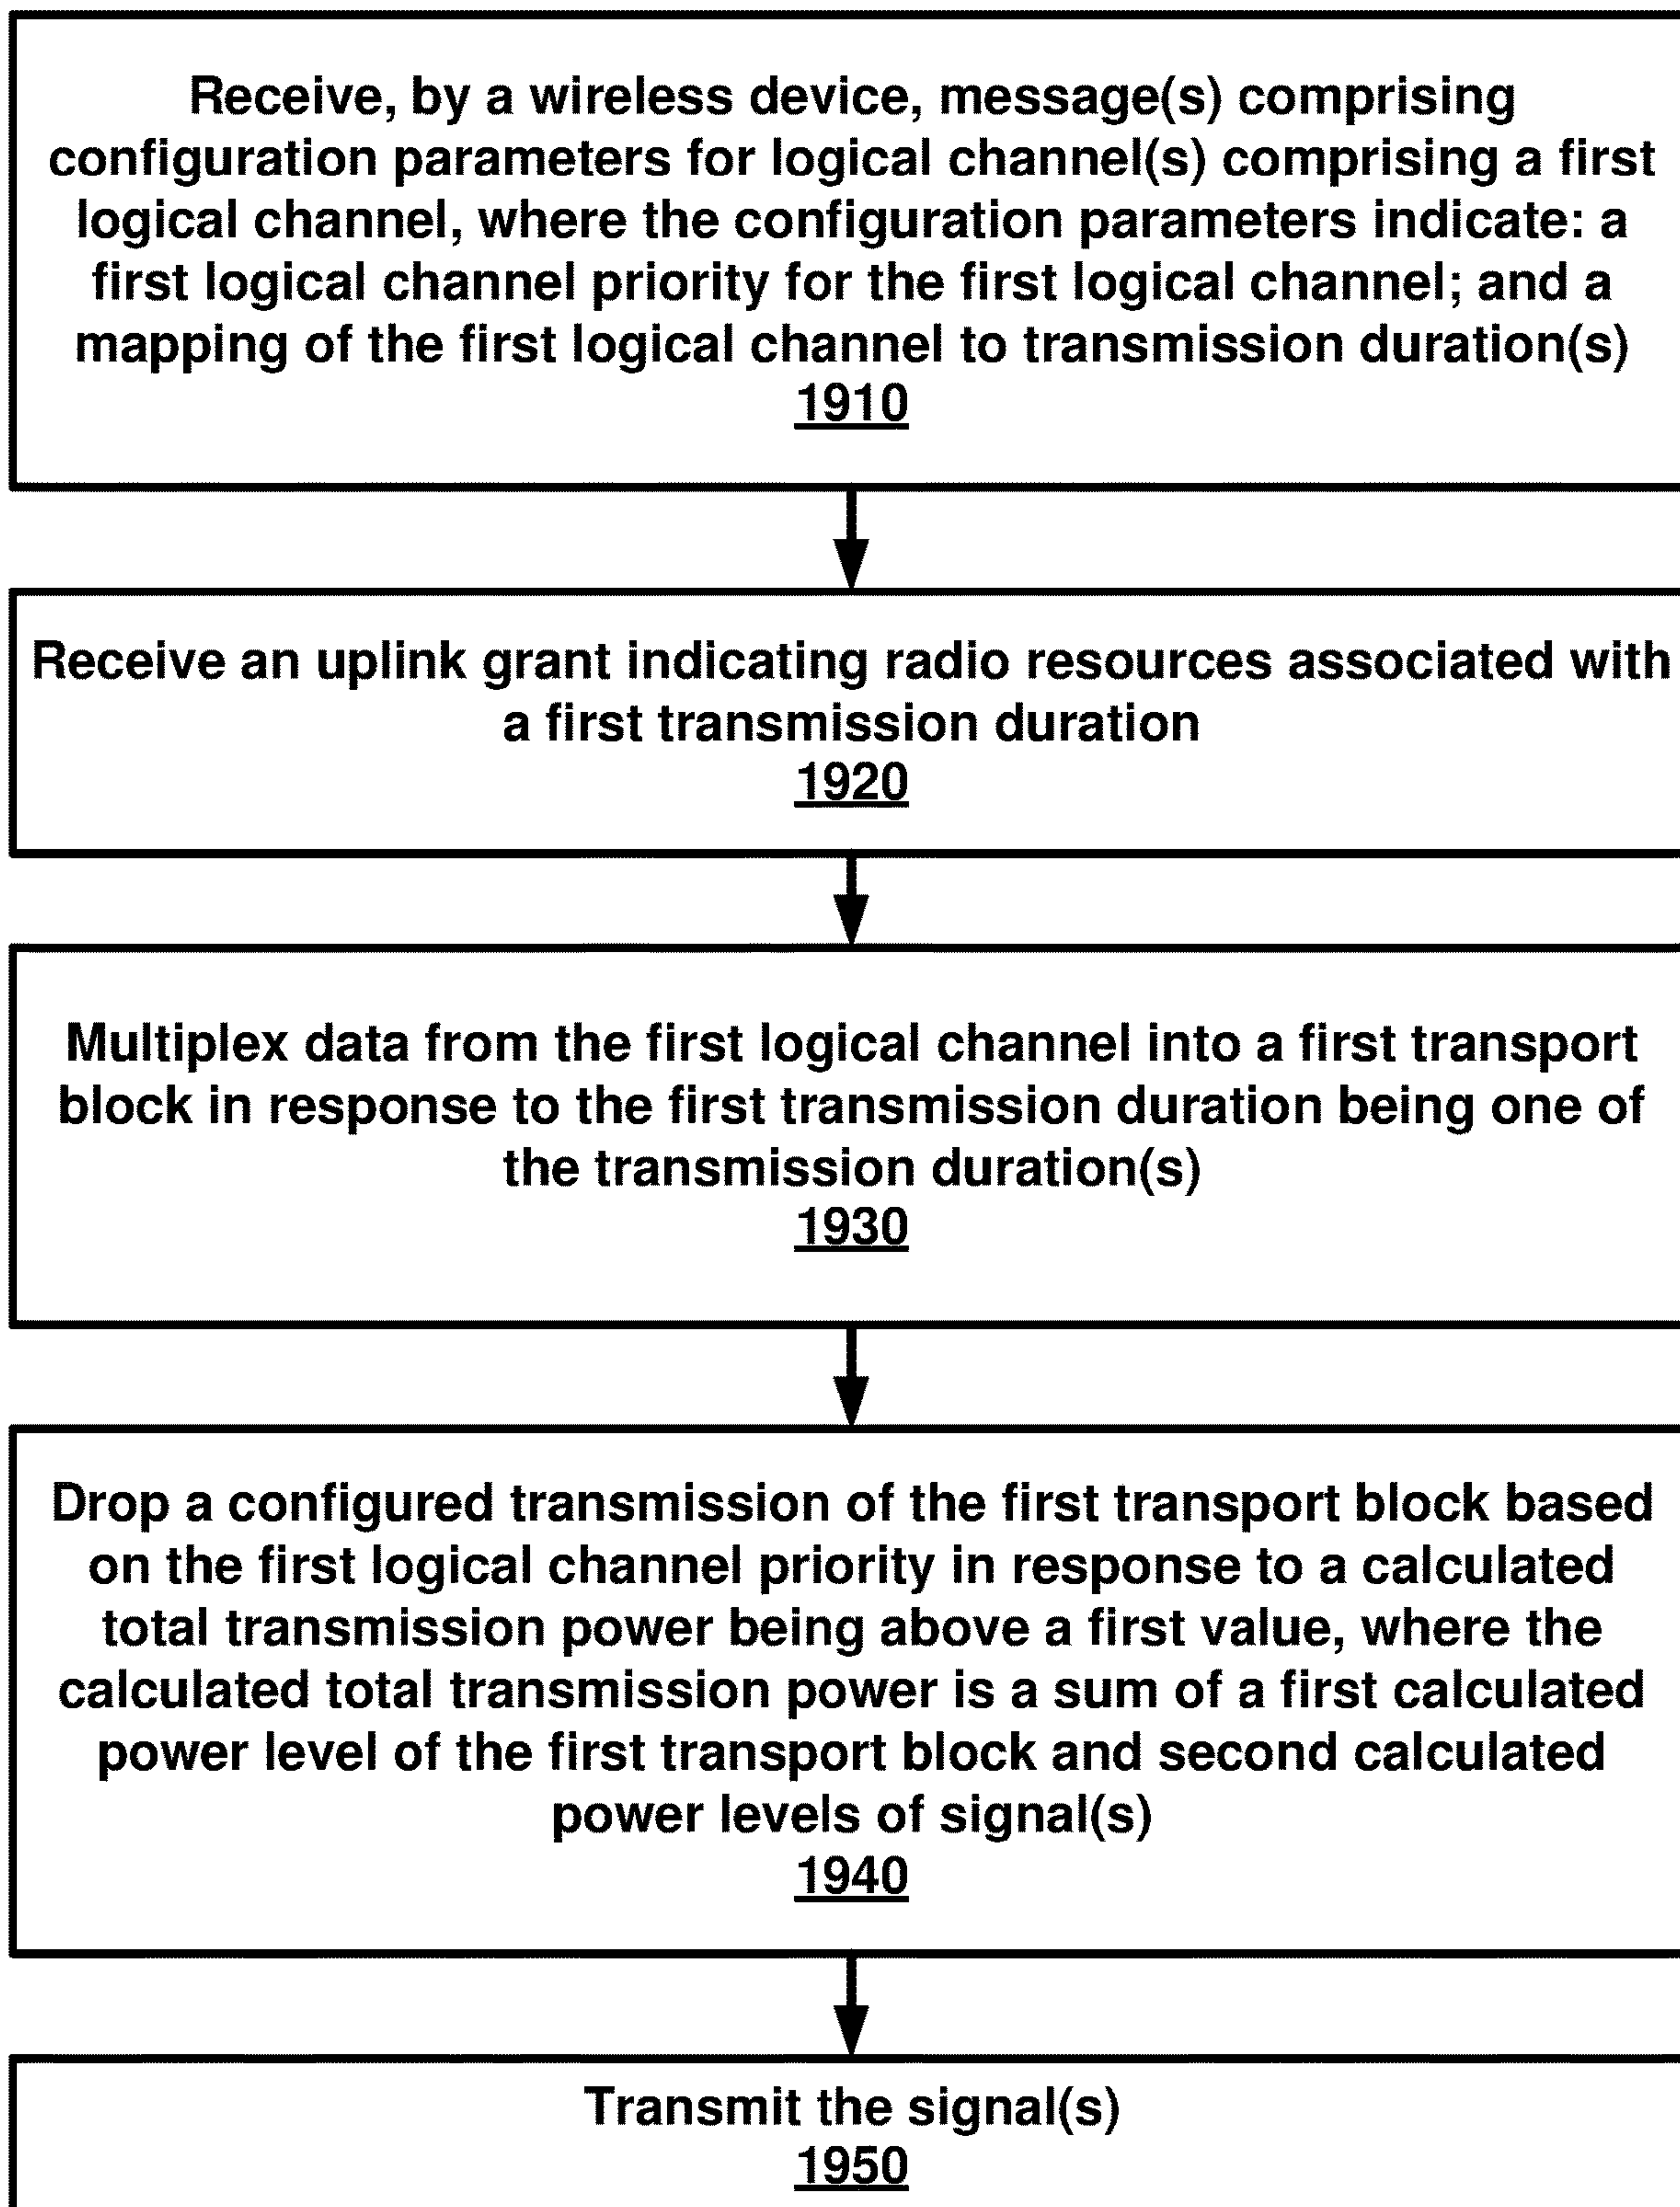 Receive, by a wireless device, message(s) comprising
configuration parameters for logical channel(s) comprising a first
logical channel, where the configuration parameters indicate: a
first logical channel priority for the first logical channel; and a
mapping of the first logical channel to transmission duration(s)
1910
Receive an uplink grant indicating radio resources associated with
a first transmission duration
1920
Multiplex data from the first logical channel into a first transport
block in response to the first transmission duration being one of
the transmission duration(s)
1930
Drop a configured transmission of the first transport block based
on the first logical channel priority in response to a calculated
total transmission power being above a first value, where the
calculated total transmission power is a sum of a first calculated
power level of the first transport block and second calculated
power levels of signal(s)
1940
Transmit the signal(s)
1950